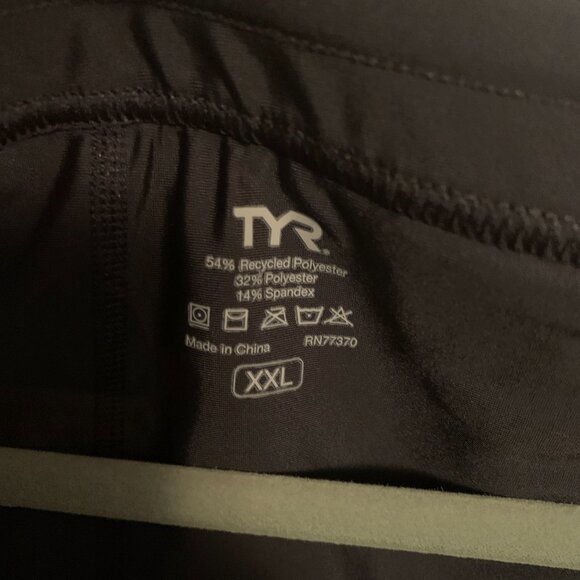 TYR
54% Recycled Polyester
32% Polyester
14% Spandex
Made in China RN77370
XXL